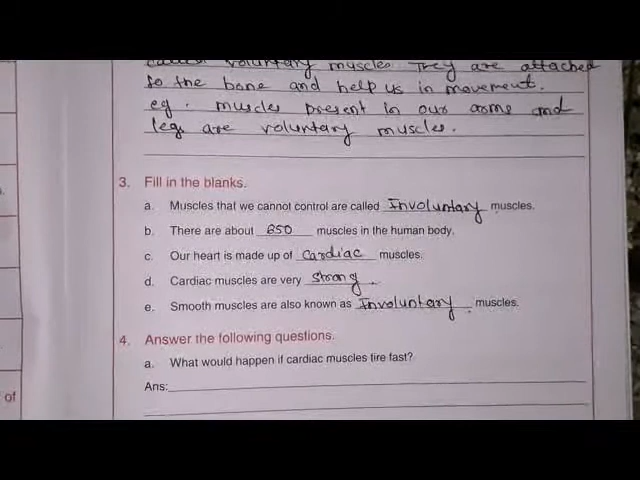 called voluntary muscles. They are attached
so the bone and help us in movement.
eg. muscles present in our arms and
legs are voluntary muscles.
3. Fill in the blanks.
a. Muscles that we cannot control are called Involuntary muscles.
b. There are about 650 muscles in the human body.
c. Our heart is made up of cardiac muscles.
d. Cardiac muscles are very strong.
e. Smooth muscles are also known as Involuntary muscles.
4. Answer the following questions.
a. What would happen if cardiac muscles tire fast?
Ans:
of